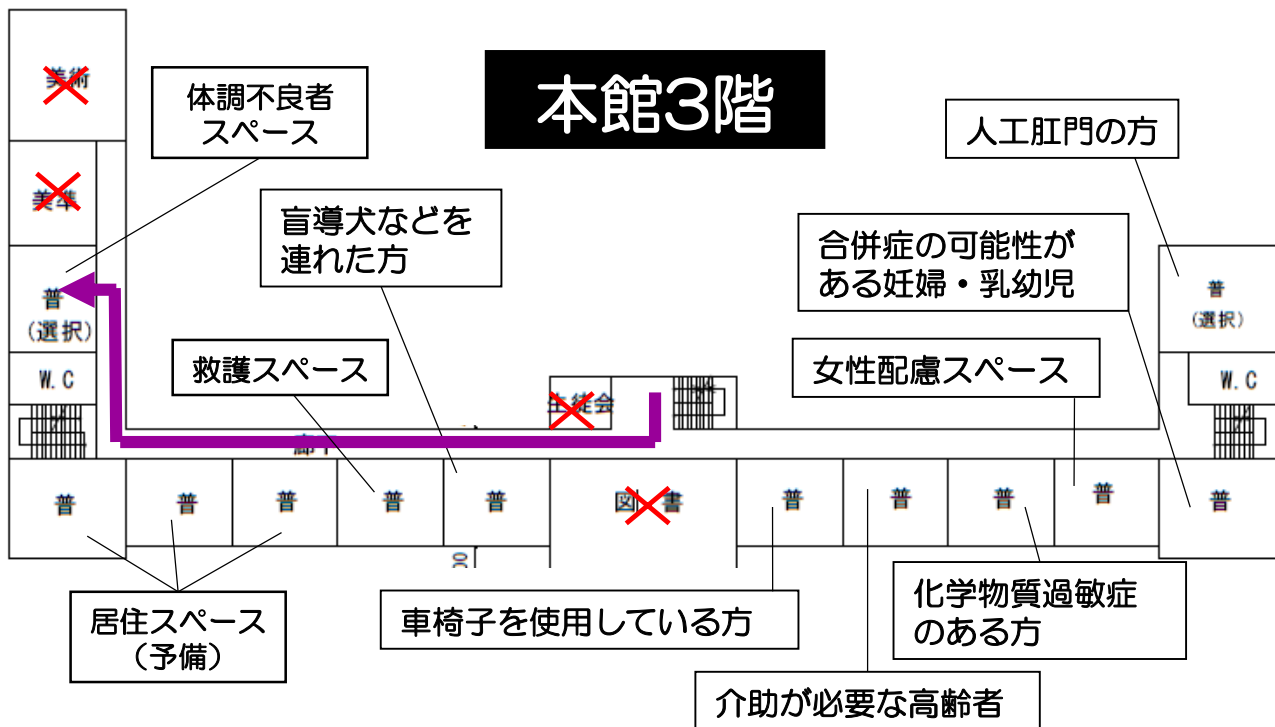 本館3階
美術
体調不良者
スペース
人工肛門の方
美準
盲導犬などを
連れた方
合併症の可能性が
ある妊婦・乳幼児
普
(選択)
普
(選択)
救護スペース
女性配慮スペース
W.C
W.C
生徒会
廊下
普
普
普
普
普
図書
普
普
普
普
普
00
居住スペース
(予備)
車椅子を使用している方
化学物質過敏症
のある方
介助が必要な高齢者